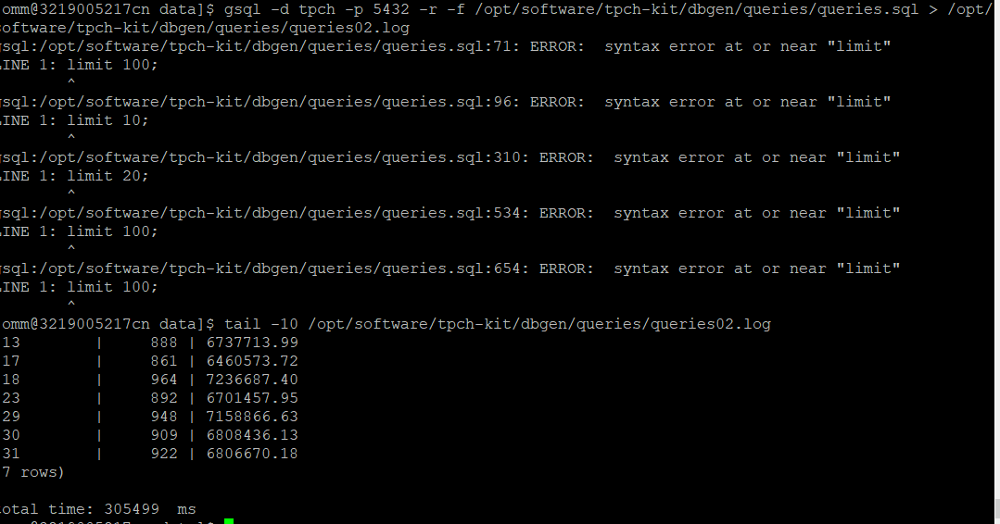 omm@3219005217cn data]$ gsql -d tpch -p 5432 -r -f /opt/software/tpch-kit/dbgen/queries/queries.sql > /opt/
software/tpch-kit/dbgen/queries/queries02.log
gsql:/opt/software/tpch-kit/dbgen/queries/queries.sql:71: ERROR:  syntax error at or near "limit"
LINE 1: limit 100;
        ^
gsql:/opt/software/tpch-kit/dbgen/queries/queries.sql:96: ERROR:  syntax error at or near "limit"
LINE 1: limit 10;
        ^
gsql:/opt/software/tpch-kit/dbgen/queries/queries.sql:310: ERROR:  syntax error at or near "limit"
LINE 1: limit 20;
        ^
gsql:/opt/software/tpch-kit/dbgen/queries/queries.sql:534: ERROR:  syntax error at or near "limit"
LINE 1: limit 100;
        ^
gsql:/opt/software/tpch-kit/dbgen/queries/queries.sql:654: ERROR:  syntax error at or near "limit"
LINE 1: limit 100;
        ^
omm@3219005217cn data]$ tail -10 /opt/software/tpch-kit/dbgen/queries/queries02.log
13        |     888 | 6737713.99
17        |     861 | 6460573.72
18        |     964 | 7236687.40
23        |     892 | 6701457.95
29        |     948 | 7158866.63
30        |     909 | 6808436.13
31        |     922 | 6806670.18
7 rows)
total time: 305499  ms